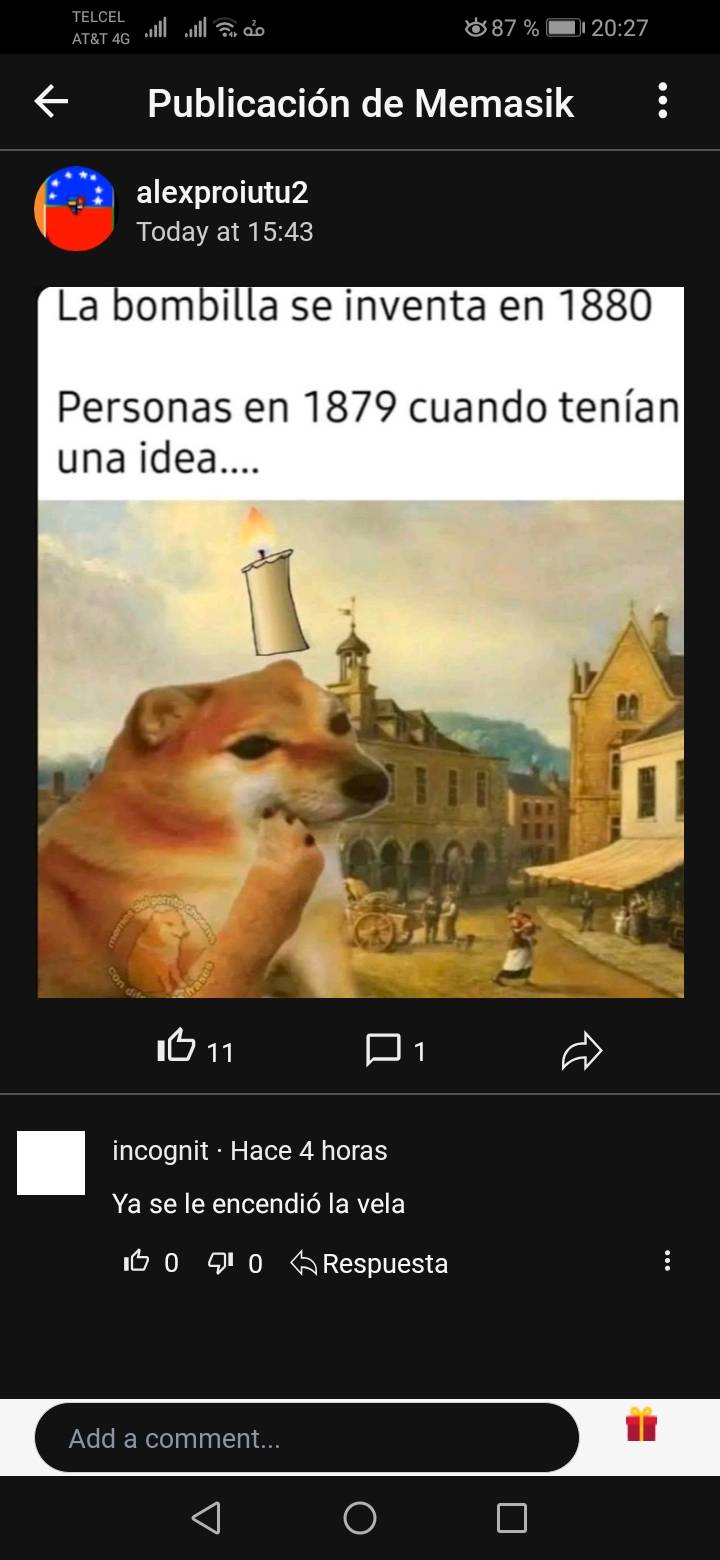 TELCEL
AT&T 4G
2
87 %
20:27
Publicación de Memasik
alexproiutu2
Today at 15:43
La bombilla se inventa en 1880
Personas en 1879 cuando tenían
una idea....
11
1
incognit · Hace 4 horas
Ya se le encendió la vela
0
0
Respuesta
Add a comment...